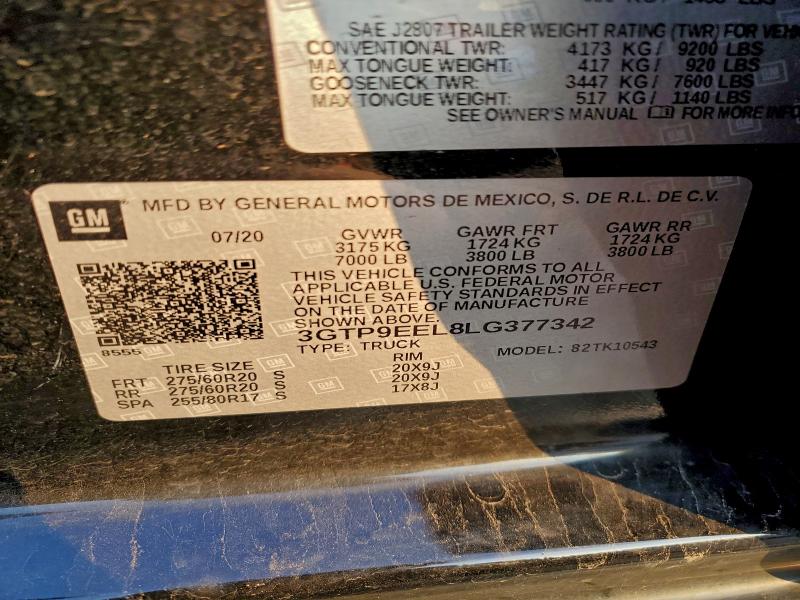 SAE J2807 TRAILER WEIGHT RATING (TWR) FOR VEHI
CONVENTIONAL TWR: 4173 KG / 9200 LBS
MAX TONGUE WEIGHT: 417 KG / 920 LBS
GOOSENECK TWR: 3447 KG / 7600 LBS
MAX TONGUE WEIGHT: 517 KG / 1140 LBS
SEE OWNER'S MANUAL FOR MORE INFO
GM MFD BY GENERAL MOTORS DE MEXICO, S. DE R.L. DE C.V.
07/20 GVWR GAWR FRT GAWR RR
3175 KG 1724 KG 1724 KG
7000 LB 3800 LB 3800 LB
THIS VEHICLE CONFORMS TO ALL
APPLICABLE U.S. FEDERAL MOTOR
VEHICLE SAFETY STANDARDS IN EFFECT
ON THE DATE OF MANUFACTURE
SHOWN ABOVE.
3GTP9EEL8LG377342
8555 TYPE: TRUCK MODEL: 82TK10543
TIRE SIZE RIM
FRT 275/60R20 S 20X9J
RR 275/60R20 S 20X9J
SPA 255/80R17 S 17X8J